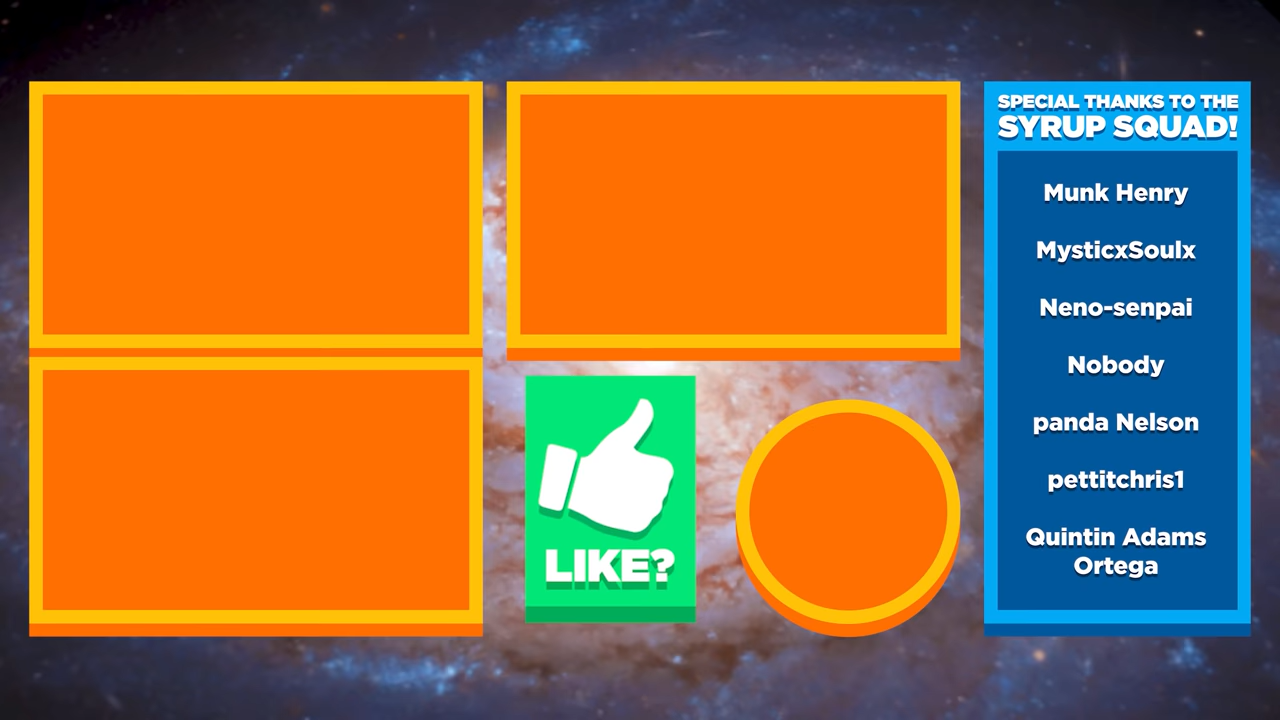 LIKE?
SPECIAL THANKS TO THE
SYRUP SQUAD!
Munk Henry
MysticxSoulx
Neno-senpai
Nobody
panda Nelson
pettitchris1
Quintin Adams
Ortega